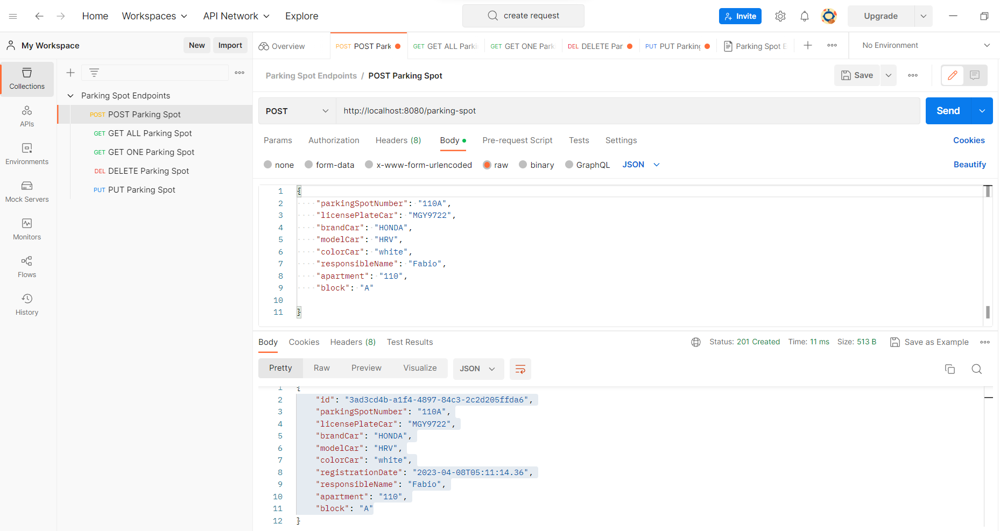 Home Workspaces API Network Explore create request Invite Upgrade
My Workspace New Import Overview POST POST Park GET GET ALL Parki GET GET ONE Park DEL DELETE Par PUT PUT Parking Parking Spot E No Environment
Collections
APIs
Environments
Mock Servers
Monitors
Flows
History
Parking Spot Endpoints
POST POST Parking Spot
GET GET ALL Parking Spot
GET GET ONE Parking Spot
DEL DELETE Parking Spot
PUT PUT Parking Spot
Parking Spot Endpoints / POST Parking Spot Save
POST http://localhost:8080/parking-spot Send
Params Authorization Headers (8) Body Pre-request Script Tests Settings Cookies
none form-data x-www-form-urlencoded raw binary GraphQL JSON Beautify
1 {
2 "parkingSpotNumber": "110A",
3 "licensePlateCar": "MGY9722",
4 "brandCar": "HONDA",
5 "modelCar": "HRV",
6 "colorCar": "white",
7 "responsibleName": "Fabio",
8 "apartment": "110",
9 "block": "A"
10
11 }
Body Cookies Headers (8) Test Results Status: 201 Created Time: 11 ms Size: 513 B Save as Example
Pretty Raw Preview Visualize JSON
1 {
2 "id": "3ad3cd4b-a1f4-4897-84c3-2c2d205ffda6",
3 "parkingSpotNumber": "110A",
4 "licensePlateCar": "MGY9722",
5 "brandCar": "HONDA",
6 "modelCar": "HRV",
7 "colorCar": "white",
8 "registrationDate": "2023-04-08T05:11:14.36",
9 "responsibleName": "Fabio",
10 "apartment": "110",
11 "block": "A"
12 }